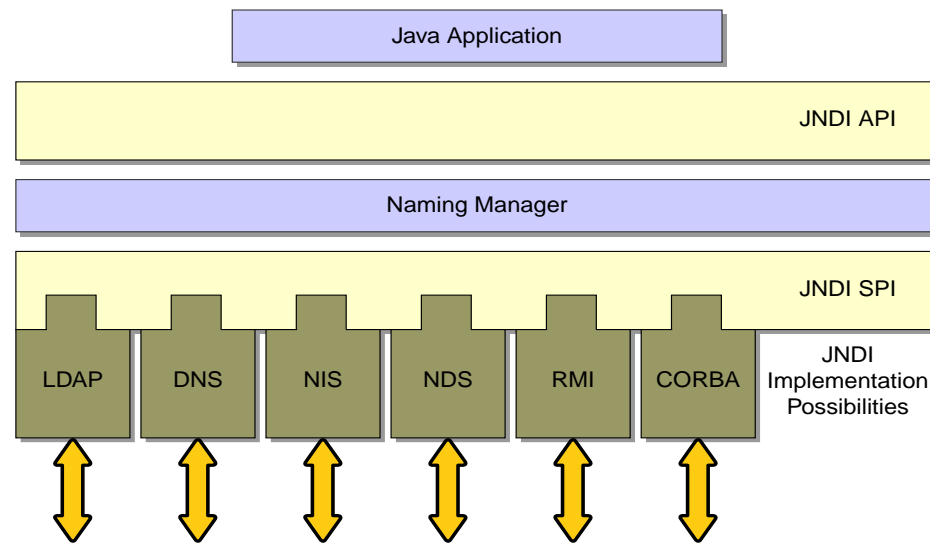 Java Application
JNDI API
Naming Manager
JNDI SPI
LDAP
DNS
NIS
NDS
RMI
CORBA
JNDI
Implementation
Possibilities